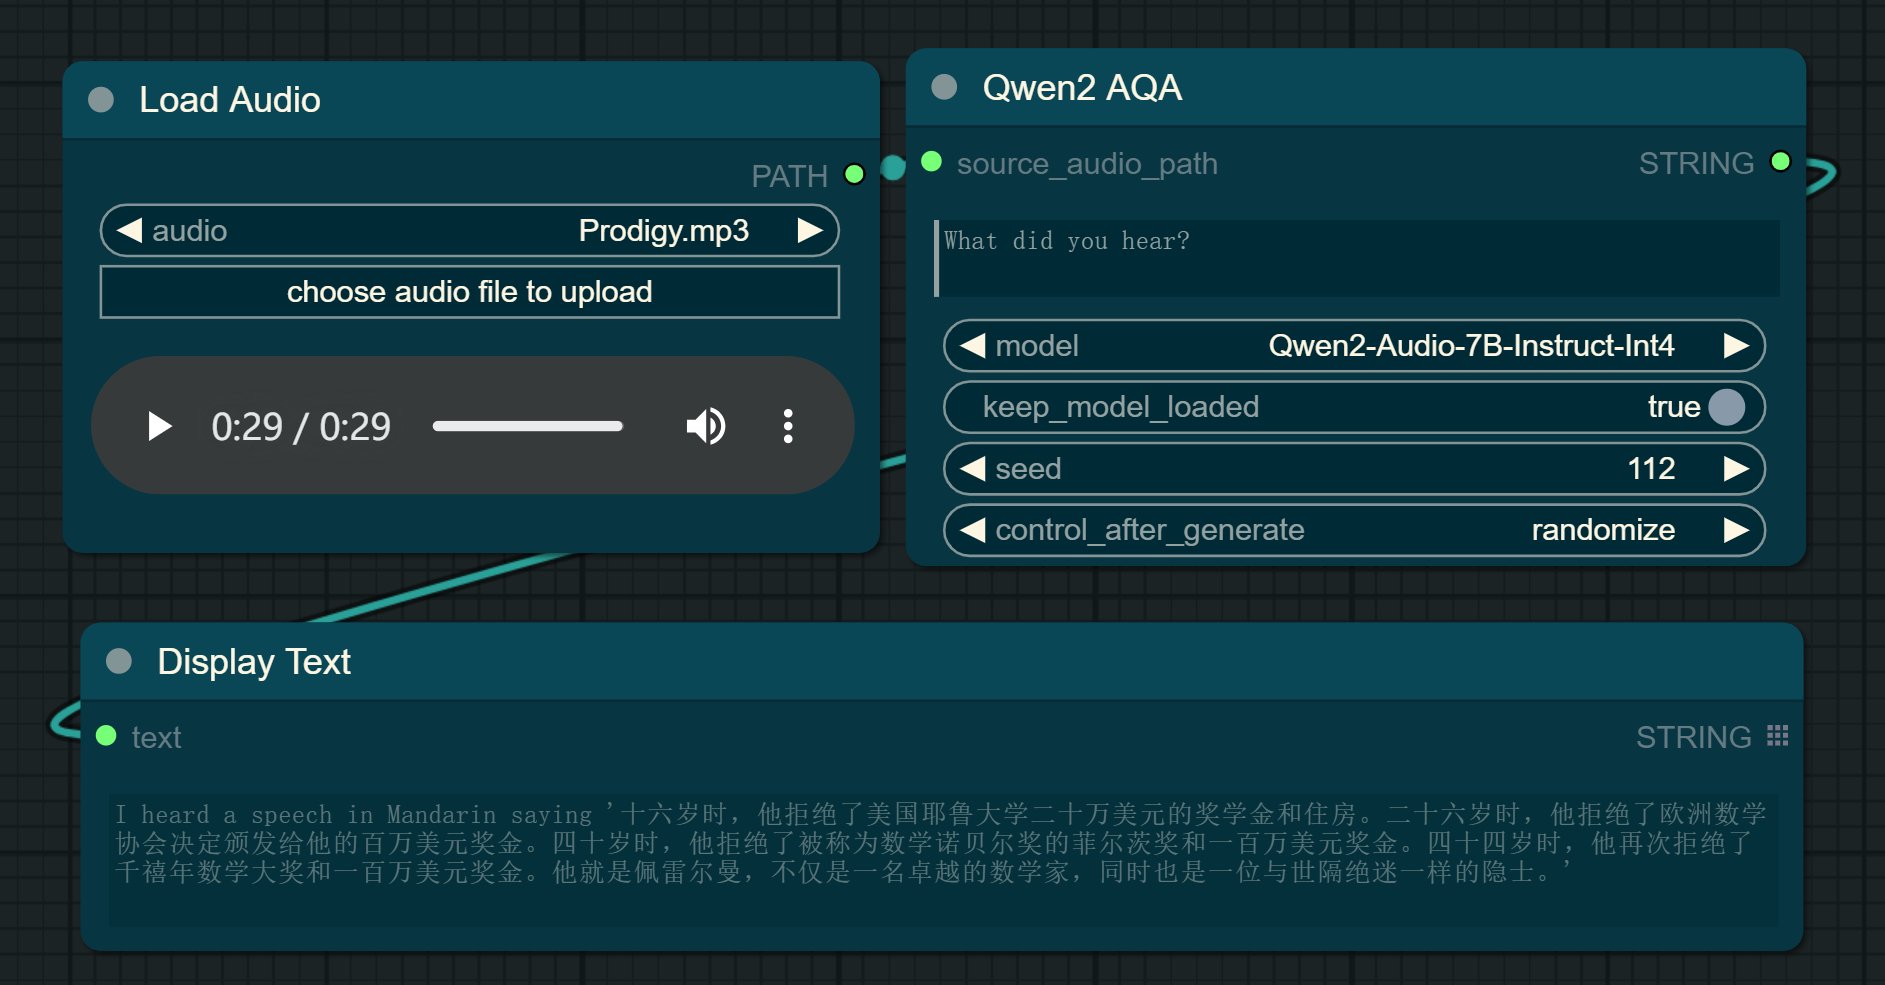 Load Audio
PATH
audio Prodigy.mp3
choose audio file to upload
0:29 / 0:29
Qwen2 AQA
source_audio_path STRING
What did you hear?
model Qwen2-Audio-7B-Instruct-Int4
keep_model_loaded true
seed 112
control_after_generate randomize
Display Text
text STRING
I heard a speech in Mandarin saying '十六岁时，他拒绝了美国耶鲁大学二十万美元的奖学金和住房。二十六岁时，他拒绝了欧洲数学
协会决定颁发给他的百万美元奖金。四十岁时，他拒绝了被称为数学诺贝尔奖的菲尔茨奖和一百万美元奖金。四十四岁时，他再次拒绝了
千禧年数学大奖和一百万美元奖金。他就是佩雷尔曼，不仅是一名卓越的数学家，同时也是一位与世隔绝迷一样的隐士。'